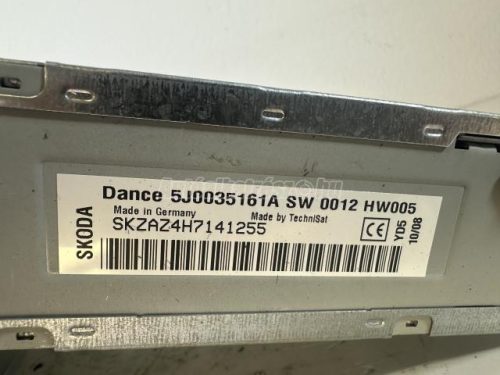 SKODA
Dance 5J0035161A SW 0012 HW005
Made in Germany
Made by TechniSat
SKZAZ4H7141255
CE
YD5
10/08